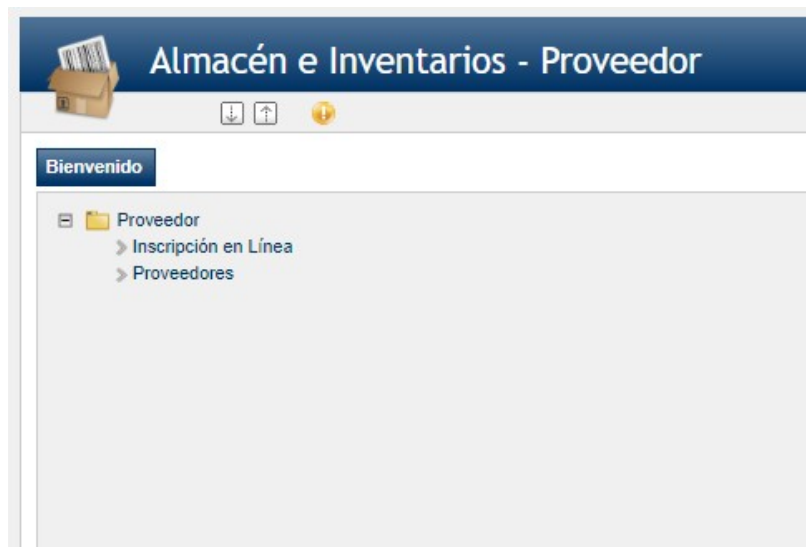 Almacén e Inventarios - Proveedor
Bienvenido
Proveedor
Inscripción en Línea
Proveedores